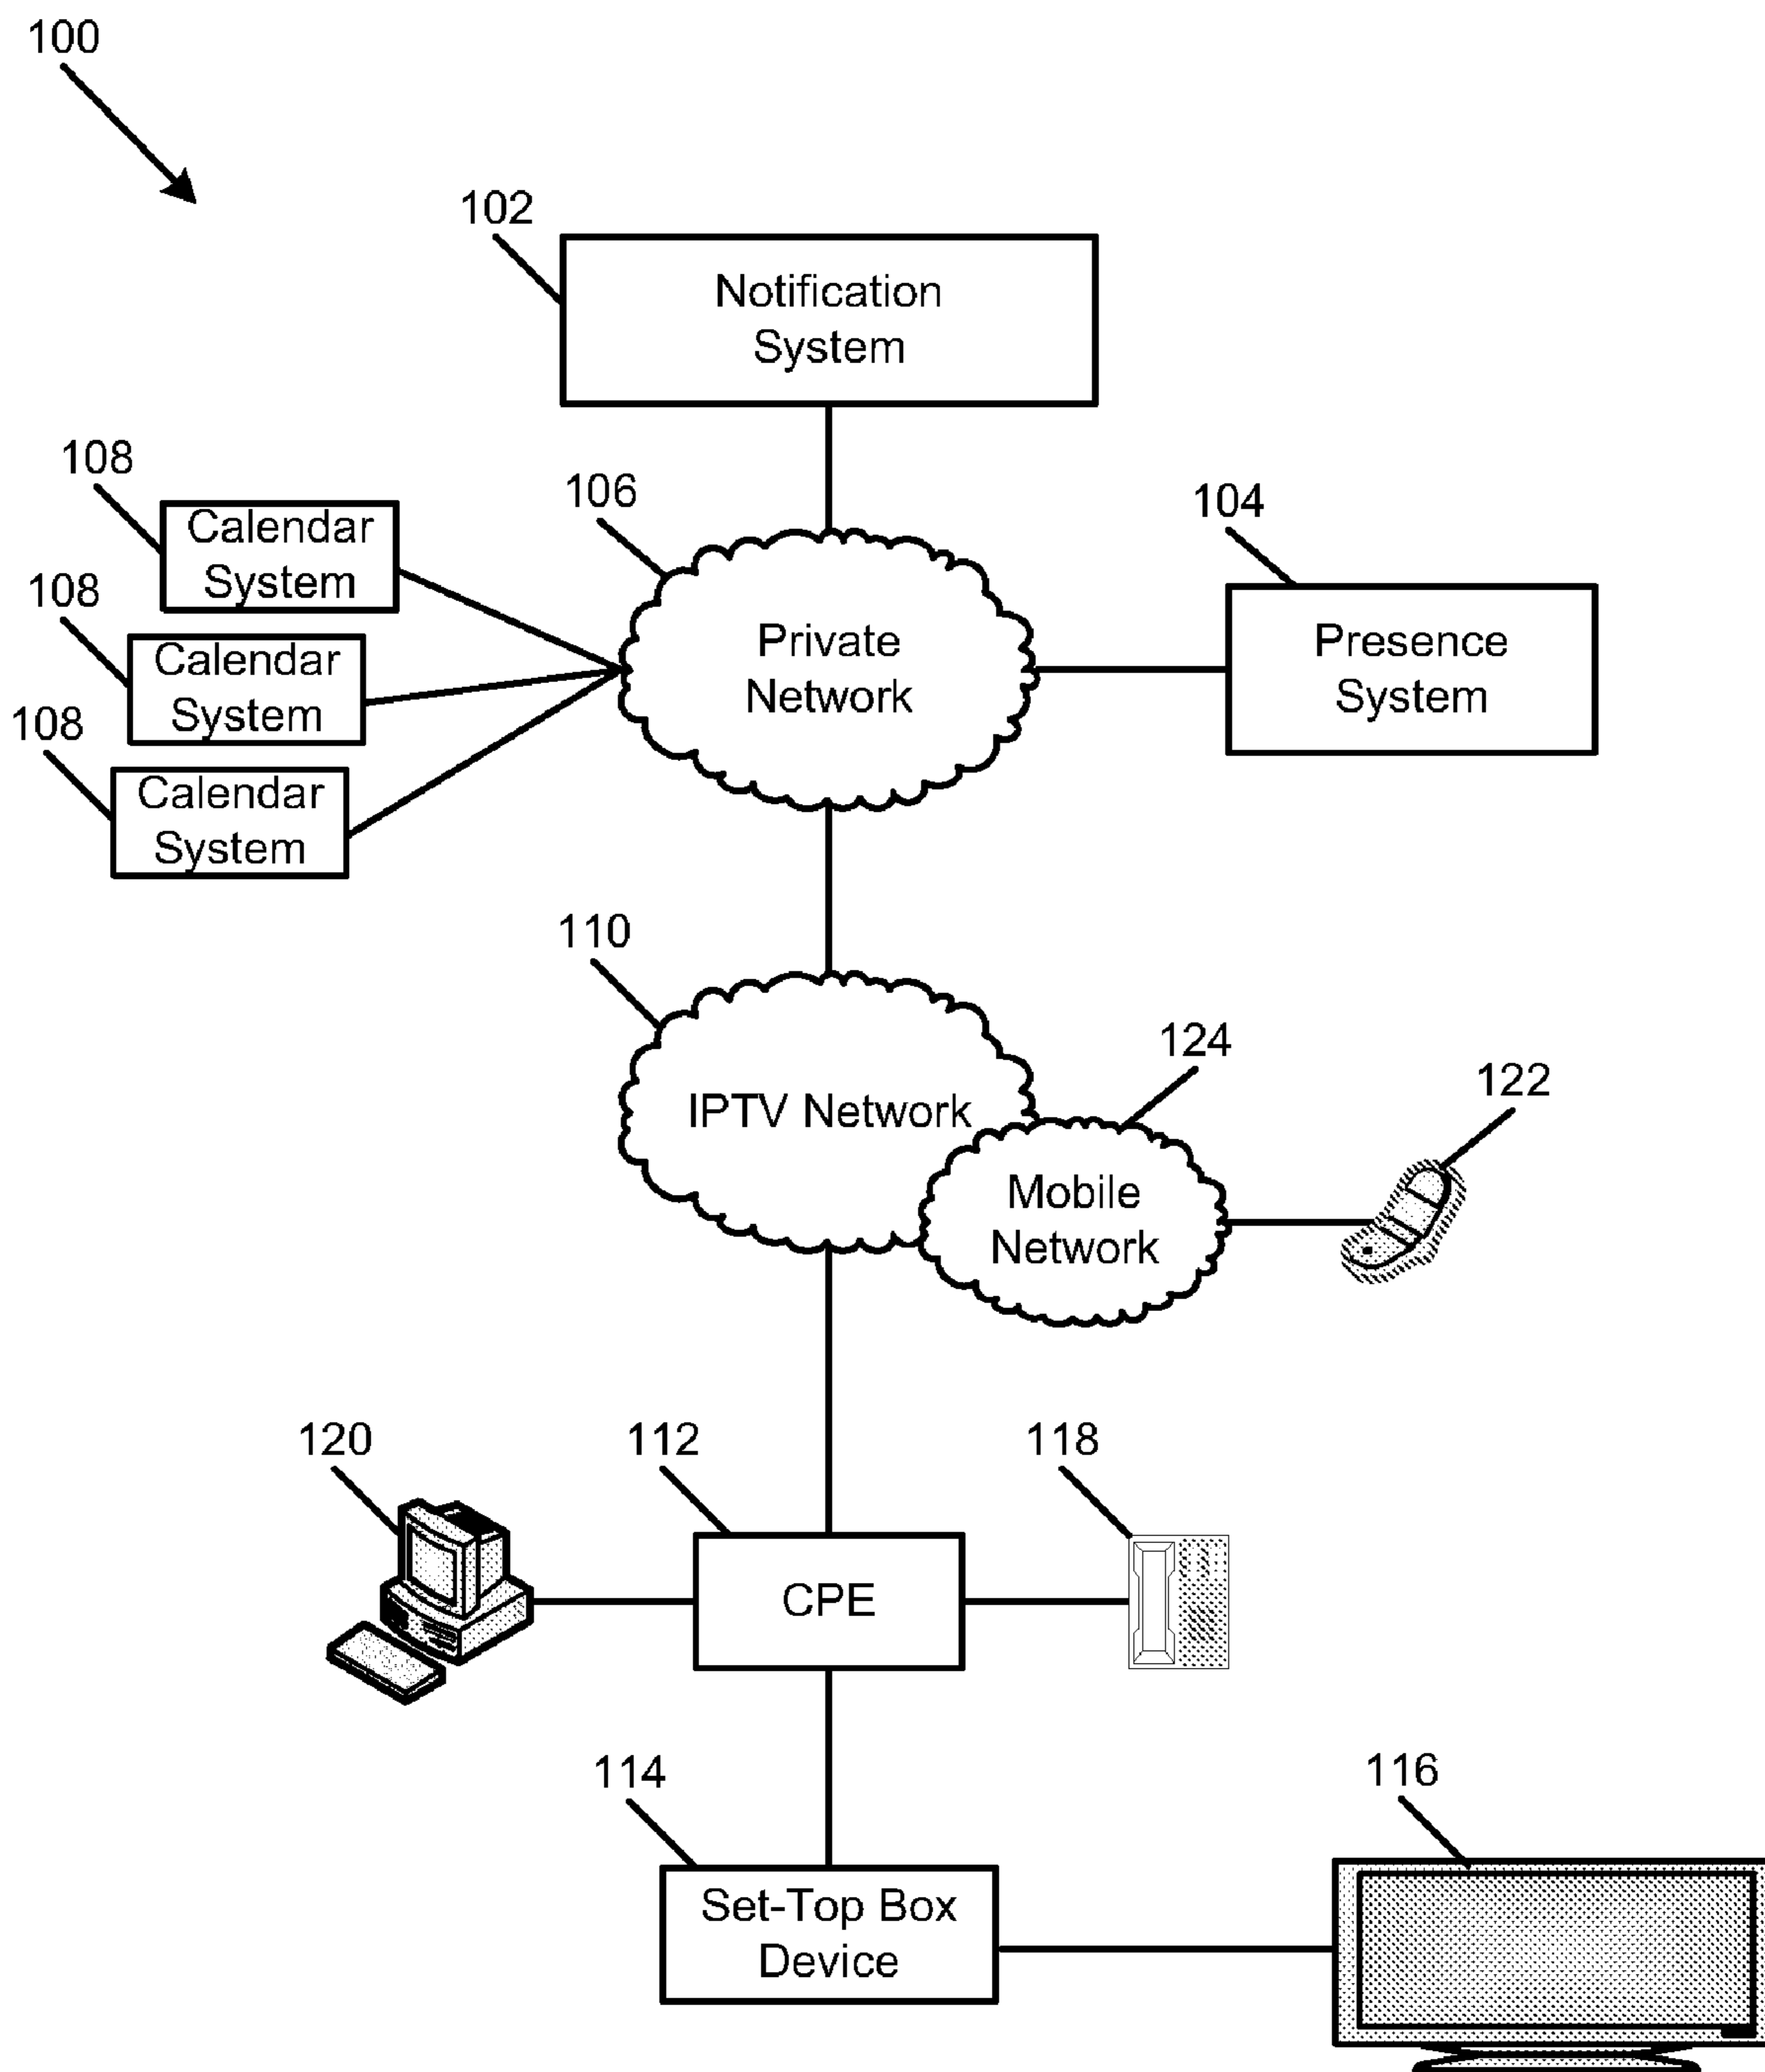 100
102
Notification
System
108
106
104
Calendar
System
108
Calendar
System
Private
Network
Presence
System
108
Calendar
System
110
124
122
IPTV Network
Mobile
Network
120
112
118
CPE
114
116
Set-Top Box
Device